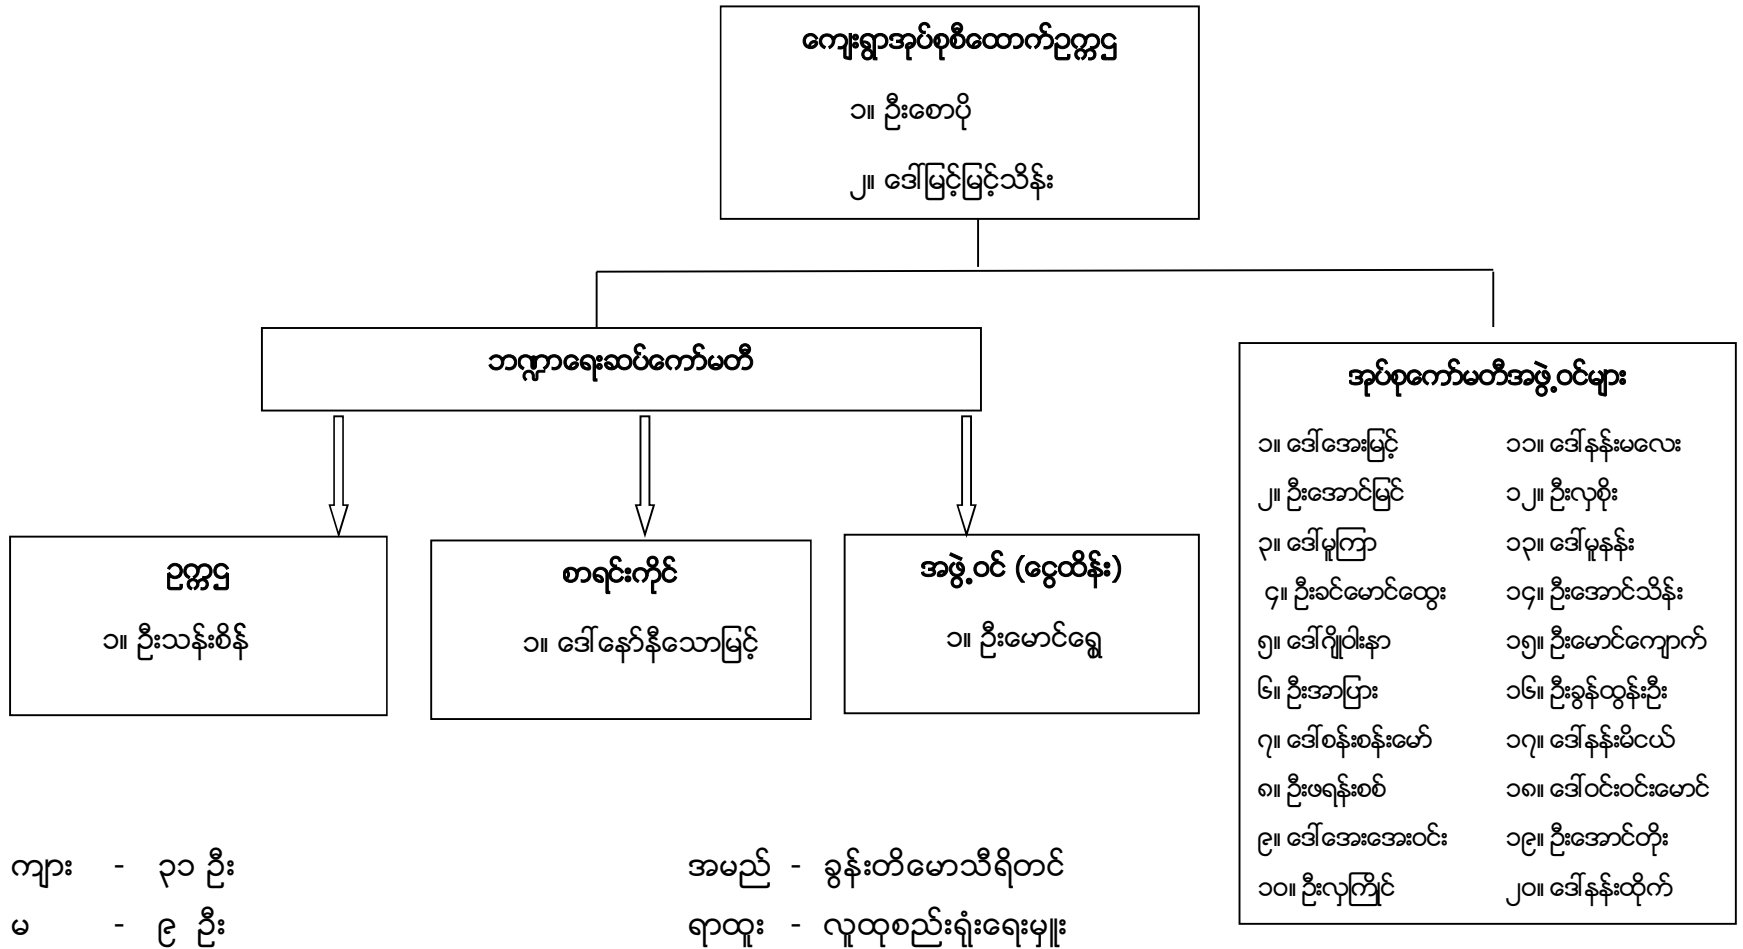 ကျေးရွာအုပ်စုစီထောက်ဥက္ကဌ
၁။ ဦးစောပို
၂။ ဒေါ်မြင့်မြင့်သိန်း
ဘဏ္ဍာရေးဆပ်ကော်မတီ
ဥက္ကဌ
၁။ ဦးသန်းစိန်
စာရင်းကိုင်
၁။ ဒေါ်နော်နီသောမြင့်
အဖွဲ့ဝင် (ငွေထိန်း)
၁။ ဦးမောင်ရွှေ
အုပ်စုကော်မတီအဖွဲ့ဝင်များ
၁။ ဒေါ်အေးမြင့်
၂။ ဦးအောင်မြင်
၃။ ဒေါ်မူကြာ
၄။ ဦးခင်မောင်ထွေး
၅။ ဒေါ်ဂျိုဝါးနာ
၆။ ဦးအာပြား
၇။ ဒေါ်စန်းစန်းမော်
၈။ ဦးဖရန်းစစ်
၉။ ဒေါ်အေးအေးဝင်း
၁၀။ ဦးလှကြိုင်
၁၁။ ဒေါ်နန်းမလေး
၁၂။ ဦးလှစိုး
၁၃။ ဒေါ်မူနန်း
၁၄။ ဦးအောင်သိန်း
၁၅။ ဦးမောင်ကျောက်
၁၆။ ဦးခွန်ထွန်းဦး
၁၇။ ဒေါ်နန်းမိငယ်
၁၈။ ဒေါ်ဝင်းဝင်းမောင်
၁၉။ ဦးအောင်တိုး
၂၀။ ဒေါ်နန်းထိုက်
ကျား - ၃၁ ဦး
မ - ၉ ဦး
အမည် - ခွန်းတိမောသီရိတင်
ရာထူး - လူထုစည်းရုံးရေးမှူး